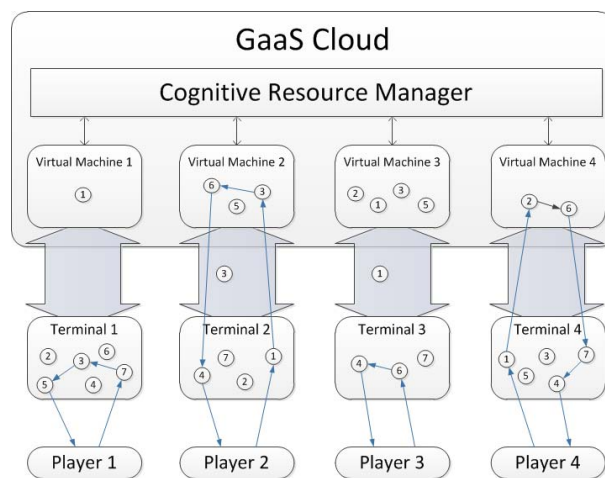 GaaS Cloud
Cognitive Resource Manager
Virtual Machine 1
Virtual Machine 2
Virtual Machine 3
Virtual Machine 4
1
6
3
5
2
3
1
5
2
6
3
1
Terminal 1
Terminal 2
Terminal 3
Terminal 4
2
6
3
7
5
4
7
1
4
2
7
4
6
1
3
7
5
4
Player 1
Player 2
Player 3
Player 4